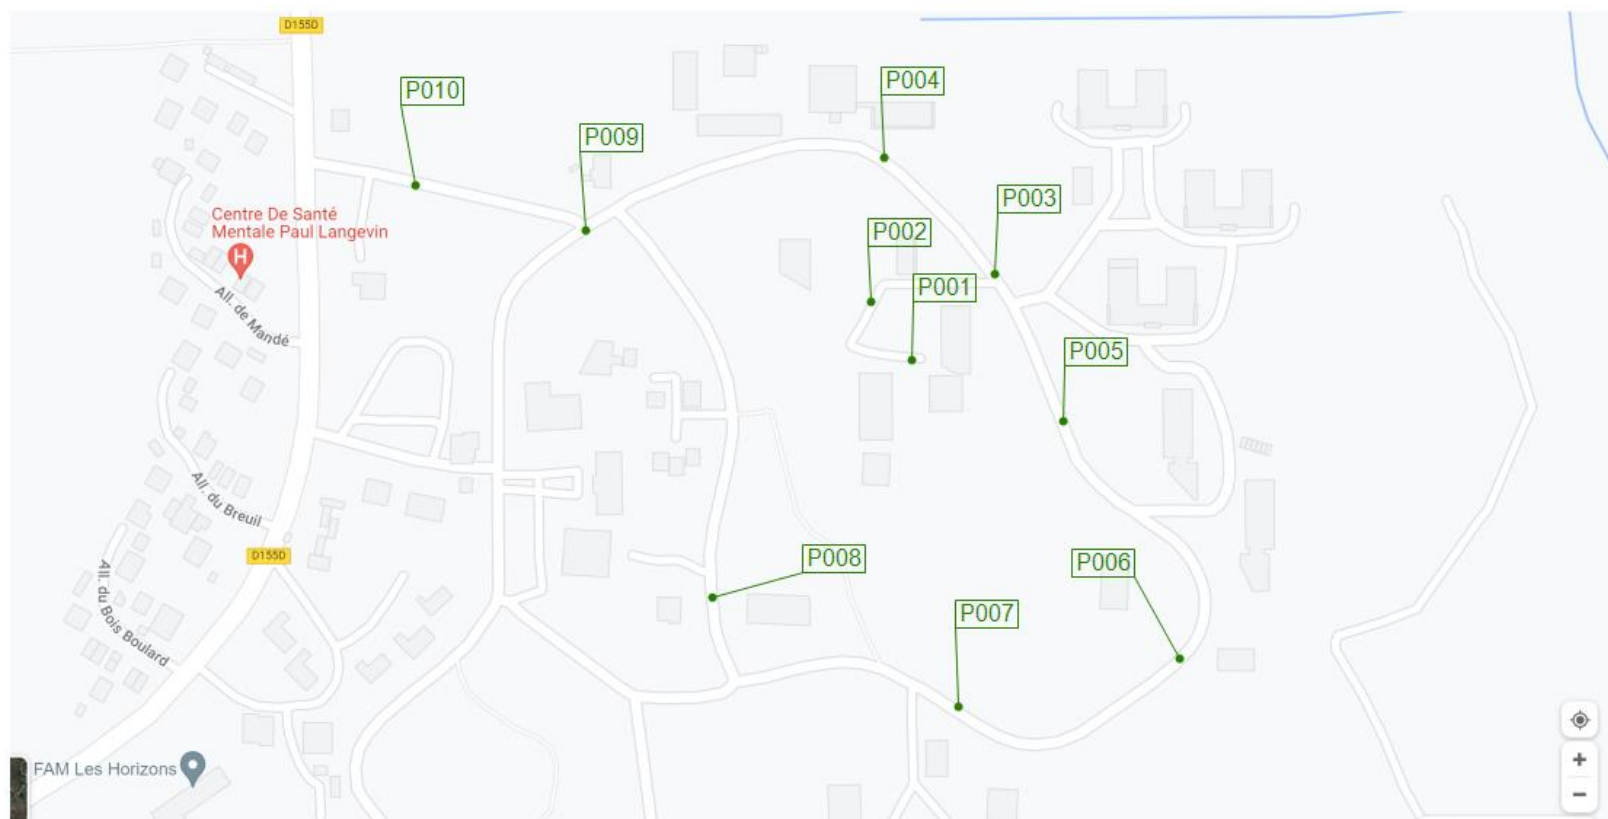 D155D
P010
P009
P004
P003
P002
P001
P005
P008
P006
P007
Centre De Santé
Mentale Paul Langevin
All. de Mandé
All. du Breuil
D155D
All. du Bois Boulard
FAM Les Horizons
H
+
−